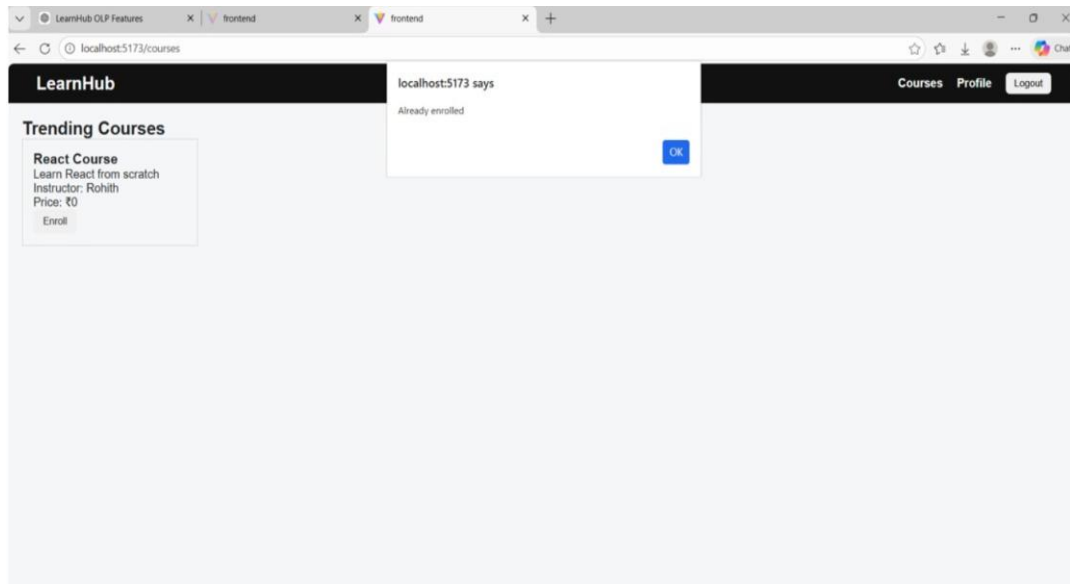 LearnHub OLP Features
frontend
frontend
localhost:5173/courses
Chat
LearnHub
Courses Profile Logout
localhost:5173 says
Already enrolled
OK
Trending Courses
React Course
Learn React from scratch
Instructor: Rohith
Price: ₹0
Enroll